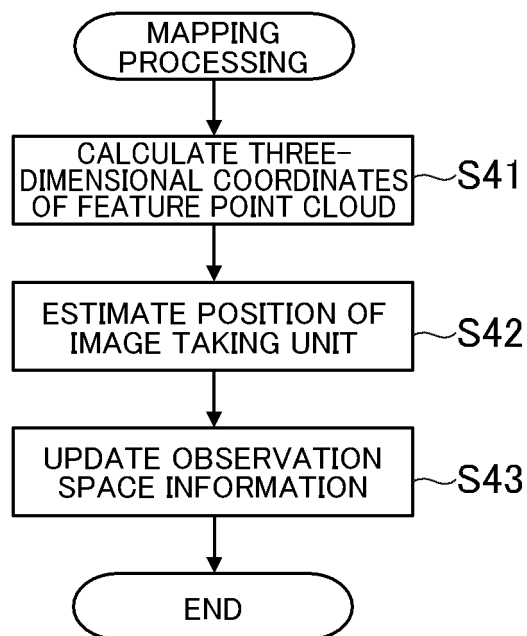 MAPPING
PROCESSING
CALCULATE THREE-
DIMENSIONAL COORDINATES
OF FEATURE POINT CLOUD
S41
ESTIMATE POSITION OF
IMAGE TAKING UNIT
S42
UPDATE OBSERVATION
SPACE INFORMATION
S43
END